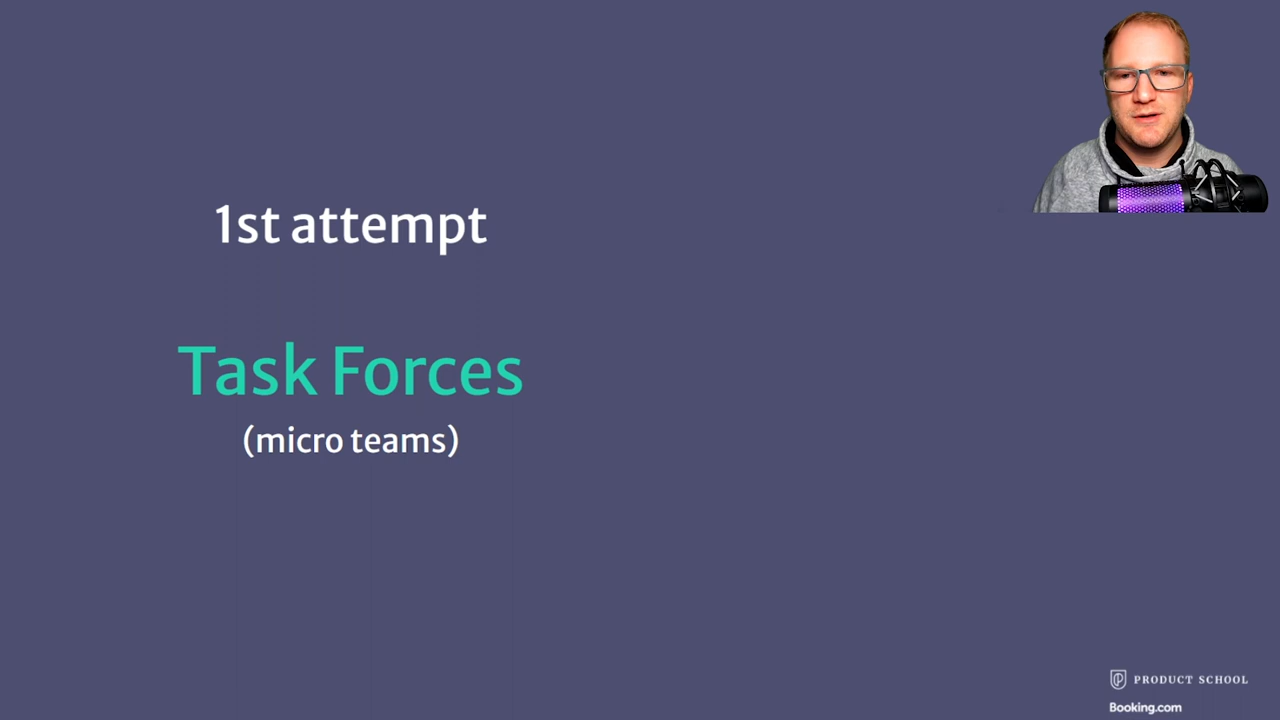 1st attempt
Task Forces
(micro teams)
PRODUCT SCHOOL
Booking.com